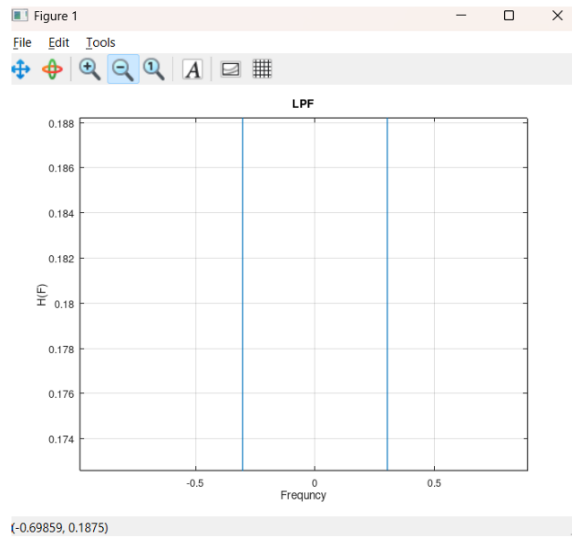 Figure 1
File Edit Tools
1 A
LPF
0.188
0.186
0.184
0.182
0.18
0.178
0.176
0.174
H(F)
-0.5 0 0.5
Frequncy
(-0.69859, 0.1875)